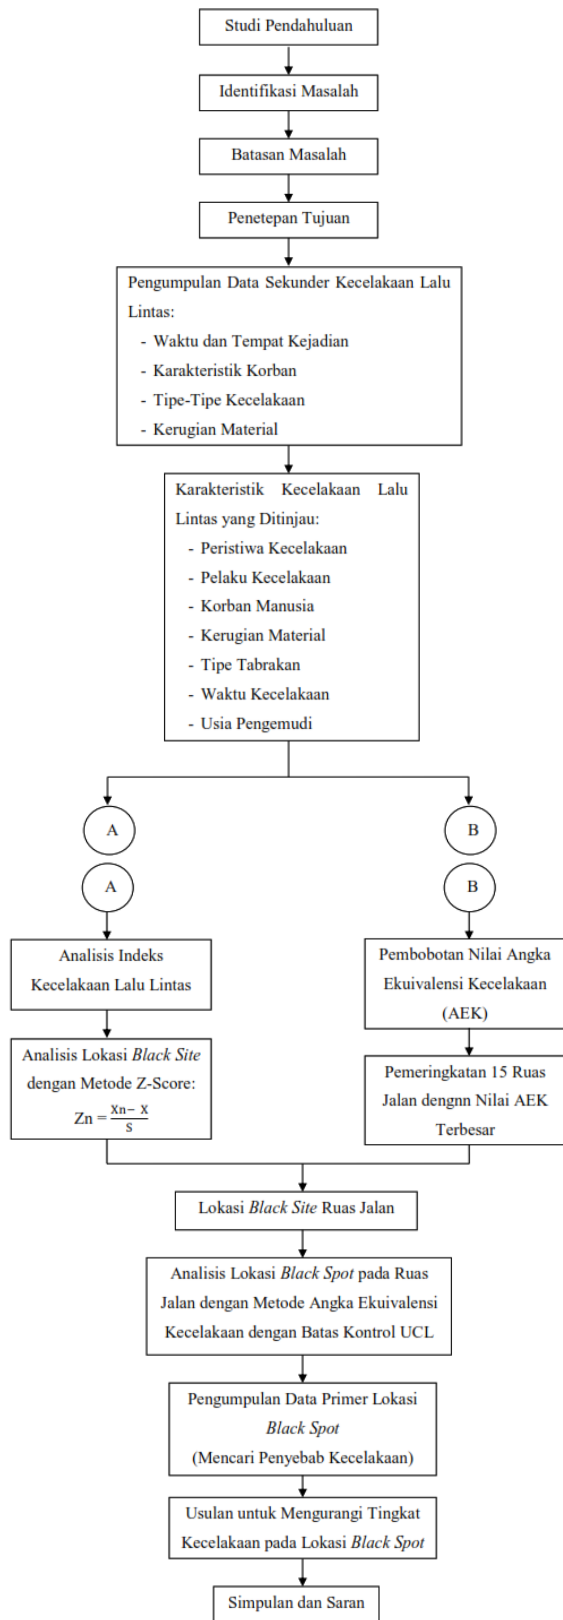 Studi Pendahuluan
Identifikasi Masalah
Batasan Masalah
Penetepan Tujuan
Pengumpulan Data Sekunder Kecelakaan Lalu
Lintas:
- Waktu dan Tempat Kejadian
- Karakteristik Korban
- Tipe-Tipe Kecelakaan
- Kerugian Material
Karakteristik Kecelakaan Lalu
Lintas yang Ditinjau:
- Peristiwa Kecelakaan
- Pelaku Kecelakaan
- Korban Manusia
- Kerugian Material
- Tipe Tabrakan
- Waktu Kecelakaan
- Usia Pengemudi
A
B
A
B
Analisis Indeks
Kecelakaan Lalu Lintas
Pembobotan Nilai Angka
Ekuivalensi Kecelakaan
(AEK)
Analisis Lokasi Black Site
dengan Metode Z-Score:
Zn = Xn− X / S
Pemeringkatan 15 Ruas
Jalan dengnn Nilai AEK
Terbesar
Lokasi Black Site Ruas Jalan
Analisis Lokasi Black Spot pada Ruas
Jalan dengan Metode Angka Ekuivalensi
Kecelakaan dengan Batas Kontrol UCL
Pengumpulan Data Primer Lokasi
Black Spot
(Mencari Penyebab Kecelakaan)
Usulan untuk Mengurangi Tingkat
Kecelakaan pada Lokasi Black Spot
Simpulan dan Saran